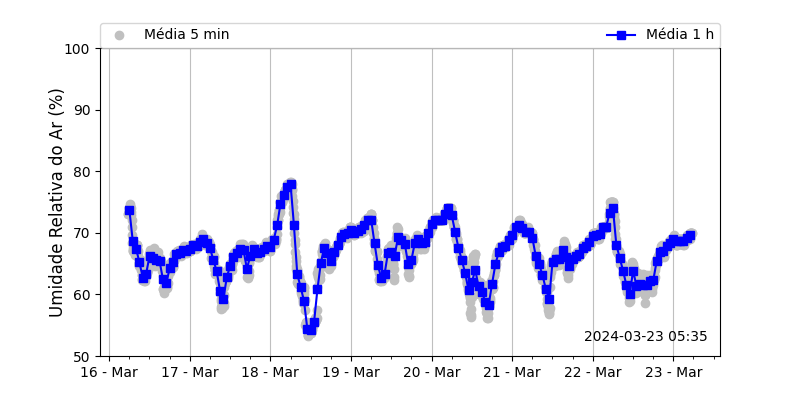 Média 5 min
Média 1 h
Umidade Relativa do Ar (%)
100
90
80
70
60
50
2024-03-23 05:35
16 - Mar
17 - Mar
18 - Mar
19 - Mar
20 - Mar
21 - Mar
22 - Mar
23 - Mar